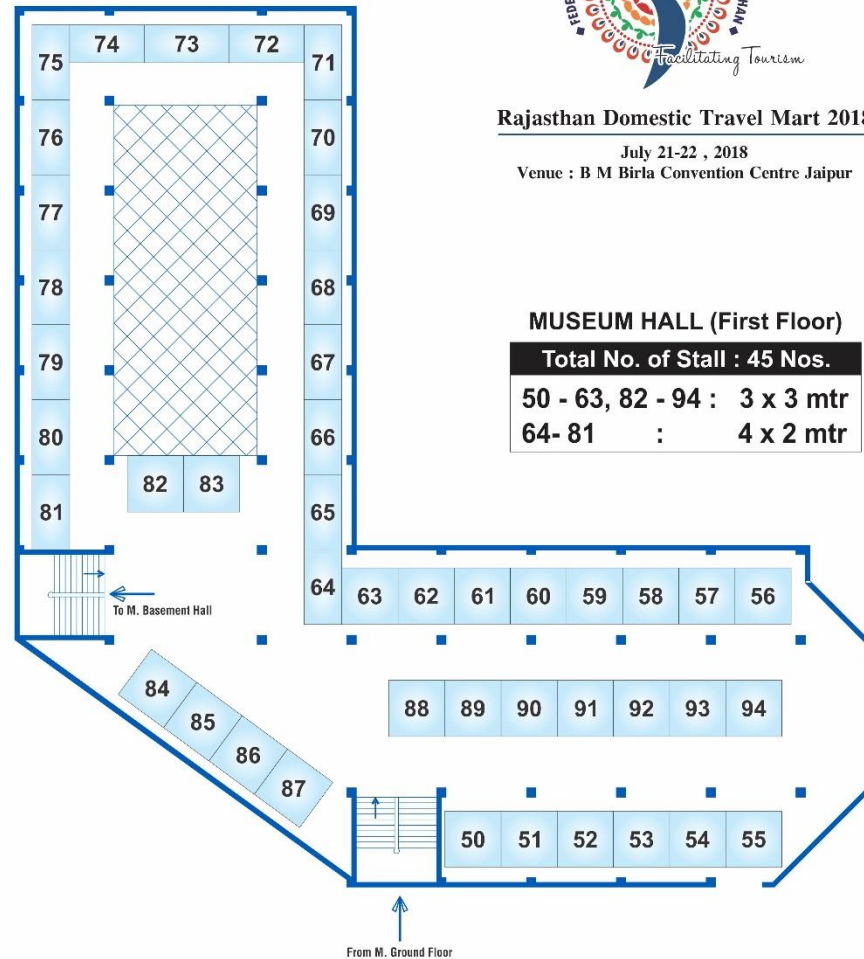 HAN
Facilitating Tourism
Rajasthan Domestic Travel Mart 2018
July 21-22 , 2018
Venue : B M Birla Convention Centre Jaipur
MUSEUM HALL (First Floor)
Total No. of Stall : 45 Nos.
50 - 63, 82 - 94 : 3 x 3 mtr
64- 81 : 4 x 2 mtr
75 74 73 72 71
76 70
77 69
78 68
79 67
80 66
82 83
81 65
64 63 62 61 60 59 58 57 56
To M. Basement Hall
84
85
86
87
88 89 90 91 92 93 94
50 51 52 53 54 55
From M. Ground Floor